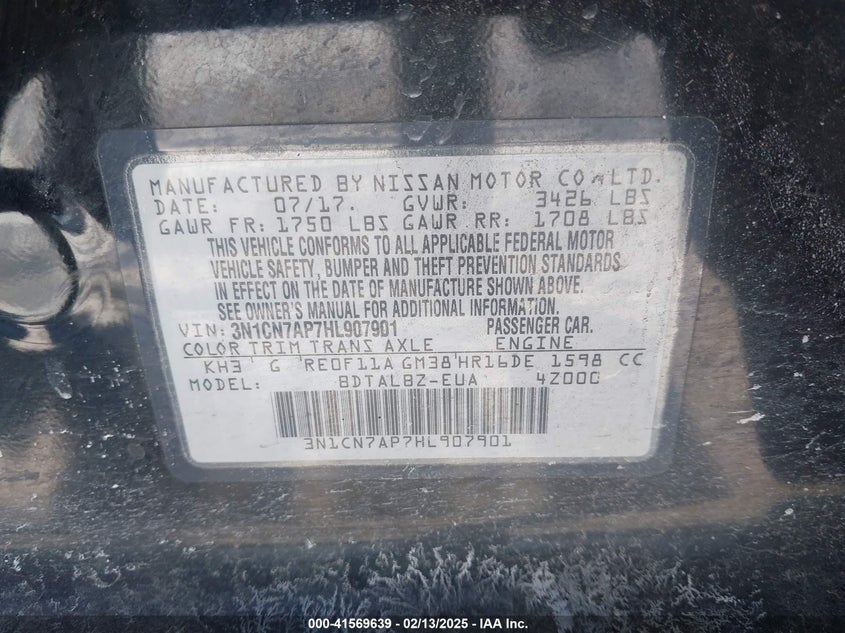 MANUFACTURED BY NISSAN MOTOR CO.,LTD.
DATE: 07/17. GVWR: 3426 LBS
GAWR FR: 1750 LBS GAWR RR: 1708 LBS
THIS VEHICLE CONFORMS TO ALL APPLICABLE FEDERAL MOTOR
VEHICLE SAFETY, BUMPER AND THEFT PREVENTION STANDARDS
IN EFFECT ON THE DATE OF MANUFACTURE SHOWN ABOVE.
SEE OWNER'S MANUAL FOR ADDITIONAL INFORMATION.
VIN: 3N1CN7AP7HL907901 PASSENGER CAR.
COLOR TRIM TRANS AXLE ENGINE
KH3 G RE0F11A GM38 HR16DE 1598 CC
MODEL: BDTALBZ-EUA 4Z000
3N1CN7AP7HL907901
000-41569639 - 02/13/2025 - IAA Inc.